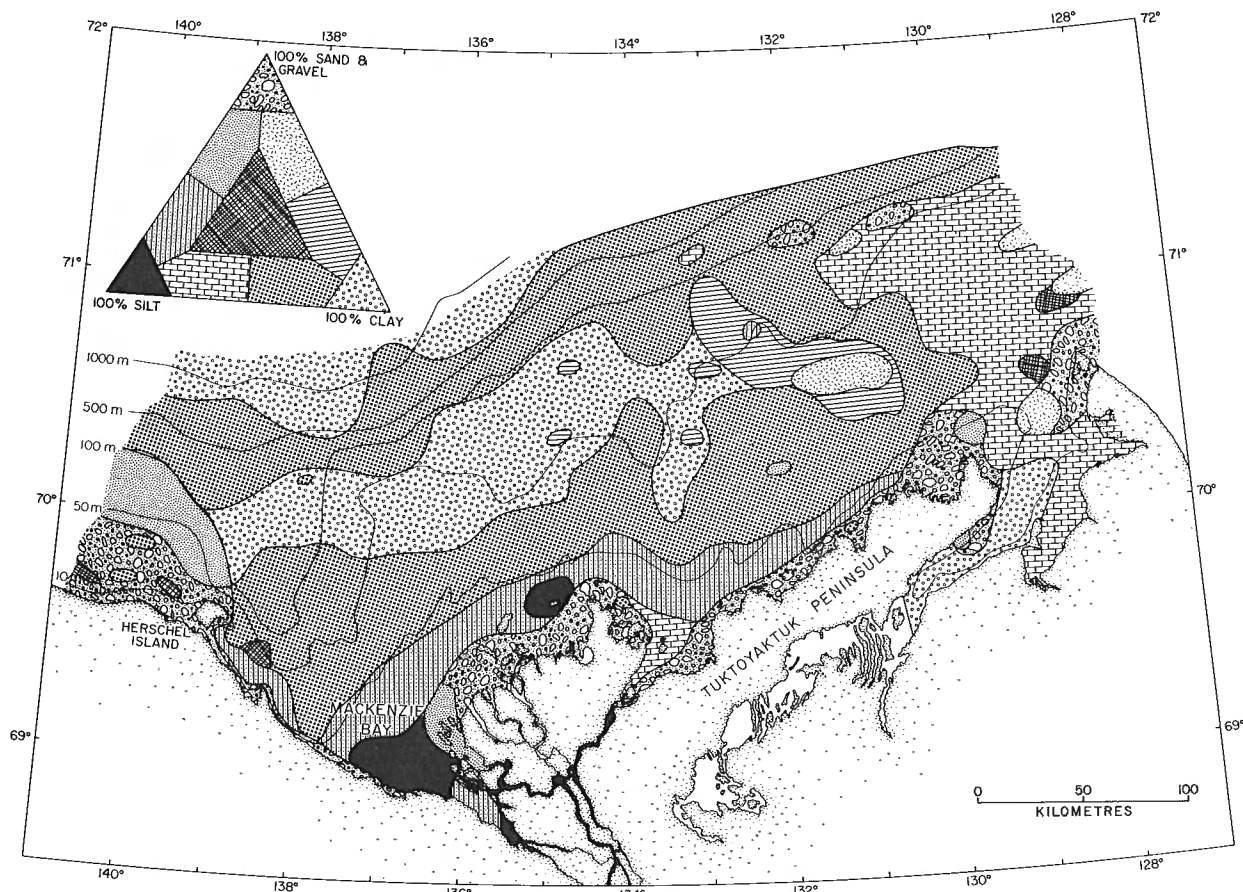 72°
140°
138°
136°
134°
132°
130°
128°
72°
100% SAND &
GRAVEL
71°
71°
100% SILT
100% CLAY
1000 m
500 m
100 m
70°
50 m
70°
10
HERSCHEL
ISLAND
TUKTOYAKTUK PENINSULA
MACKENZIE
BAY
69°
69°
0 50 100
KILOMETRES
140°
138°
136°
132°
130°
128°